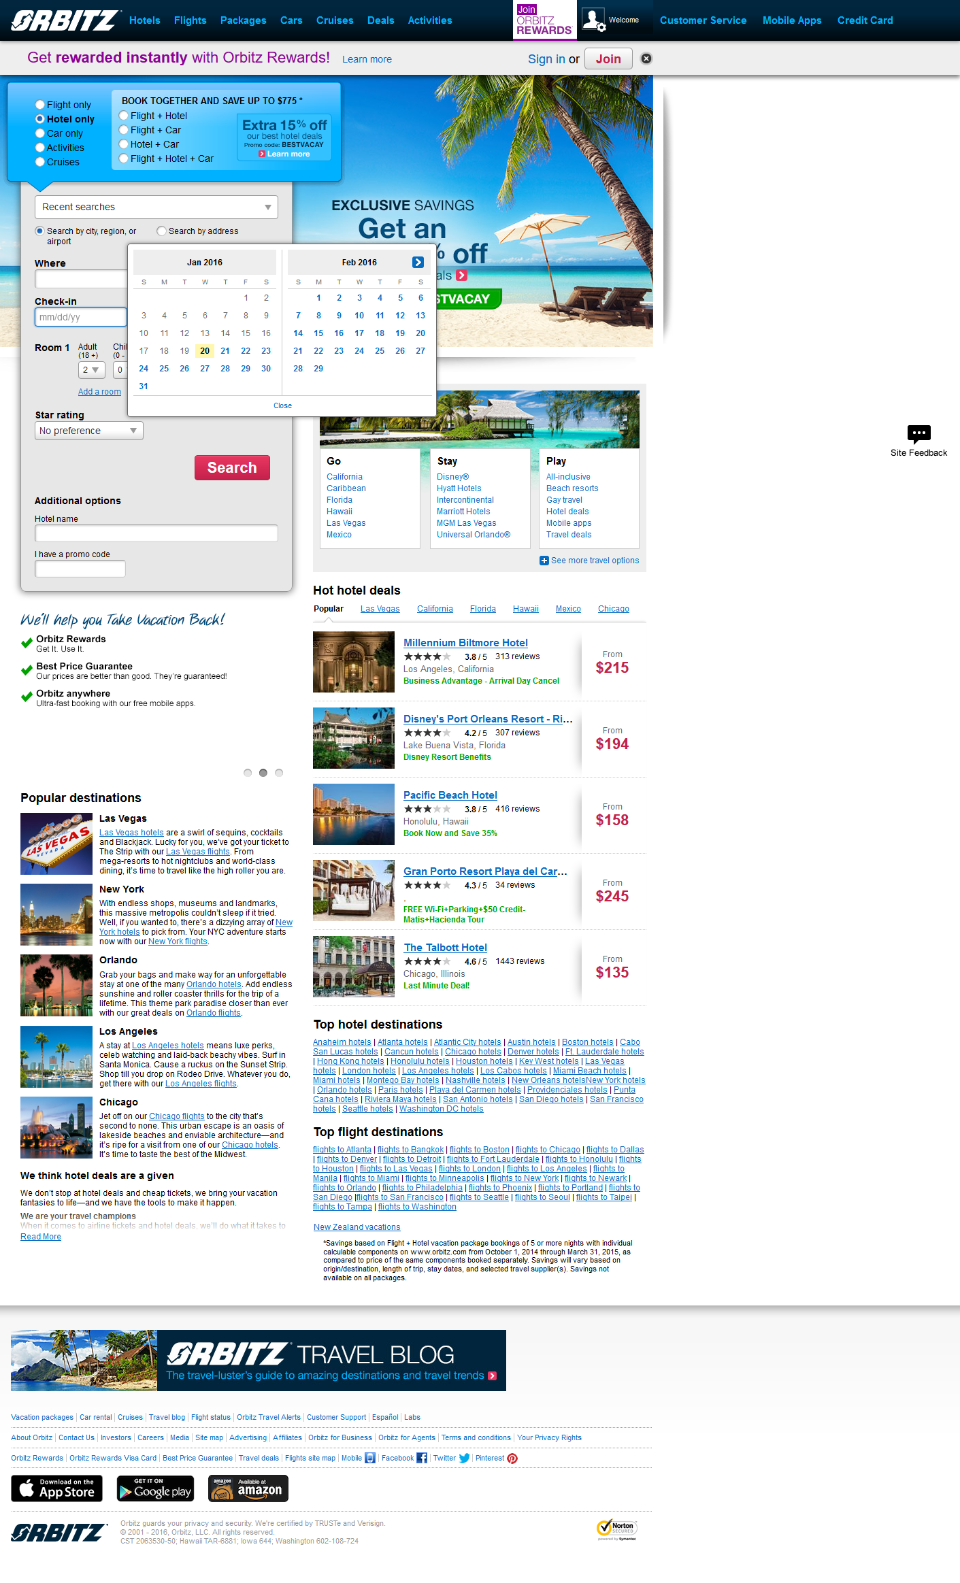 ORBITZ
Hotels Flights Packages Cars Cruises Deals Activities
Join ORBITZ REWARDS
Welcome
Customer Service Mobile Apps Credit Card
Get rewarded instantly with Orbitz Rewards! Learn more
Sign in or Join
Flight only
Hotel only
Car only
Activities
Cruises
BOOK TOGETHER AND SAVE UP TO $775 *
Flight + Hotel
Flight + Car
Hotel + Car
Flight + Hotel + Car
Extra 15% off
our best hotel deals
Promo code: BESTVACAY
Learn more
EXCLUSIVE SAVINGS
Get an
% off
als
STVACAY
Recent searches
Search by city, region, or airport
Search by address
Where
Check-in
mm/dd/yy
Room 1
Adult (18 +)
Chi (0 -
2
0
Add a room
Jan 2016
S M T W T F S
1 2
3 4 5 6 7 8 9
10 11 12 13 14 15 16
17 18 19 20 21 22 23
24 25 26 27 28 29 30
31
Feb 2016
S M T W T F S
1 2 3 4 5 6
7 8 9 10 11 12 13
14 15 16 17 18 19 20
21 22 23 24 25 26 27
28 29
Close
Star rating
No preference
Search
Additional options
Hotel name
I have a promo code
Go
California
Caribbean
Florida
Hawaii
Las Vegas
Mexico
Stay
Disney®
Hyatt Hotels
Intercontinental
Marriott Hotels
MGM Las Vegas
Universal Orlando®
Play
All-inclusive
Beach resorts
Gay travel
Hotel deals
Mobile apps
Travel deals
See more travel options
Site Feedback
We'll help you Take Vacation Back!
Orbitz Rewards
Get It. Use It.
Best Price Guarantee
Our prices are better than good. They're guaranteed!
Orbitz anywhere
Ultra-fast booking with our free mobile apps.
Hot hotel deals
Popular Las Vegas California Florida Hawaii Mexico Chicago
Millennium Biltmore Hotel
3.8 / 5 313 reviews
Los Angeles, California
Business Advantage - Arrival Day Cancel
From
$215
Disney's Port Orleans Resort - Ri...
4.2 / 5 307 reviews
Lake Buena Vista, Florida
Disney Resort Benefits
From
$194
Pacific Beach Hotel
3.8 / 5 416 reviews
Honolulu, Hawaii
Book Now and Save 35%
From
$158
Gran Porto Resort Playa del Car...
4.3 / 5 34 reviews
,
FREE Wi-Fi+Parking+$50 Credit-
Matis+Hacienda Tour
From
$245
The Talbott Hotel
4.6 / 5 1443 reviews
Chicago, Illinois
Last Minute Deal!
From
$135
Popular destinations
Las Vegas
Las Vegas hotels are a swirl of sequins, cocktails
and Blackjack. Lucky for you, we've got your ticket to
The Strip with our Las Vegas flights. From
mega-resorts to hot nightclubs and world-class
dining, it's time to travel like the high roller you are.
New York
With endless shops, museums and landmarks,
this massive metropolis couldn't sleep if it tried.
Well, if you wanted to, there's a dizzying array of New
York hotels to pick from. Your NYC adventure starts
now with our New York flights.
Orlando
Grab your bags and make way for an unforgettable
stay at one of the many Orlando hotels. Add endless
sunshine and roller coaster thrills for the trip of a
lifetime. This theme park paradise closer than ever
with our great deals on Orlando flights.
Los Angeles
A stay at Los Angeles hotels means luxe perks,
celeb watching and laid-back beachy vibes. Surf in
Santa Monica. Cause a ruckus on the Sunset Strip.
Shop till you drop on Rodeo Drive. Whatever you do,
get there with our Los Angeles flights.
Chicago
Jet off on our Chicago flights to the city that's
second to none. This urban escape is an oasis of
lakeside beaches and enviable architecture—and
it's ripe for a visit from one of our Chicago hotels.
It's time to taste the best of the Midwest.
We think hotel deals are a given
We don't stop at hotel deals and cheap tickets, we bring your vacation
fantasies to life—and we have the tools to make it happen.
We are your travel champions
When it comes to airline tickets and hotel deals, we'll do what it takes to
Read More
Top hotel destinations
Anaheim hotels | Atlanta hotels | Atlantic City hotels | Austin hotels | Boston hotels | Cabo
San Lucas hotels | Cancun hotels | Chicago hotels | Denver hotels | Ft. Lauderdale hotels
| Hong Kong hotels | Honolulu hotels | Houston hotels | Key West hotels | Las Vegas
hotels | London hotels | Los Angeles hotels | Los Cabos hotels | Miami Beach hotels |
Miami hotels | Montego Bay hotels | Nashville hotels | New Orleans hotelsNew York hotels
| Orlando hotels | Paris hotels | Playa del Carmen hotels | Providenciales hotels | Punta
Cana hotels | Riviera Maya hotels | San Antonio hotels | San Diego hotels | San Francisco
hotels | Seattle hotels | Washington DC hotels
Top flight destinations
flights to Atlanta | flights to Bangkok | flights to Boston | flights to Chicago | flights to Dallas
| flights to Denver | flights to Detroit | flights to Fort Lauderdale | flights to Honolulu | flights
to Houston | flights to Las Vegas | flights to London | flights to Los Angeles | flights to
Manila | flights to Miami | flights to Minneapolis | flights to New York | flights to Newark |
flights to Orlando | flights to Philadelphia | flights to Phoenix | flights to Portland | flights to
San Diego |flights to San Francisco | flights to Seattle | flights to Seoul | flights to Taipei |
flights to Tampa | flights to Washington
New Zealand vacations
*Savings based on Flight + Hotel vacation package bookings of 5 or more nights with individual
calculable components on www.orbitz.com from October 1, 2014 through March 31, 2015, as
compared to price of the same components booked separately. Savings will vary based on
origin/destination, length of trip, stay dates, and selected travel supplier(s). Savings not
available on all packages.
ORBITZ TRAVEL BLOG
The travel-luster's guide to amazing destinations and travel trends
Vacation packages | Car rental | Cruises | Travel blog | Flight status | Orbitz Travel Alerts | Customer Support | Español | Labs
About Orbitz | Contact Us | Investors | Careers | Media | Site map | Advertising | Affiliates | Orbitz for Business | Orbitz for Agents | Terms and conditions | Your Privacy Rights
Orbitz Rewards | Orbitz Rewards Visa Card | Best Price Guarantee | Travel deals | Flights site map | Mobile | Facebook | Twitter | Pinterest
Download on the App Store
GET IT ON Google play
Available at amazon
ORBITZ
Orbitz guards your privacy and security. We're certified by TRUSTe and Verisign.
© 2001 - 2016, Orbitz, LLC. All rights reserved.
CST 2063530-50; Hawaii TAR-6881; Iowa 644; Washington 602-108-724
Norton
SECURED
powered by Symantec